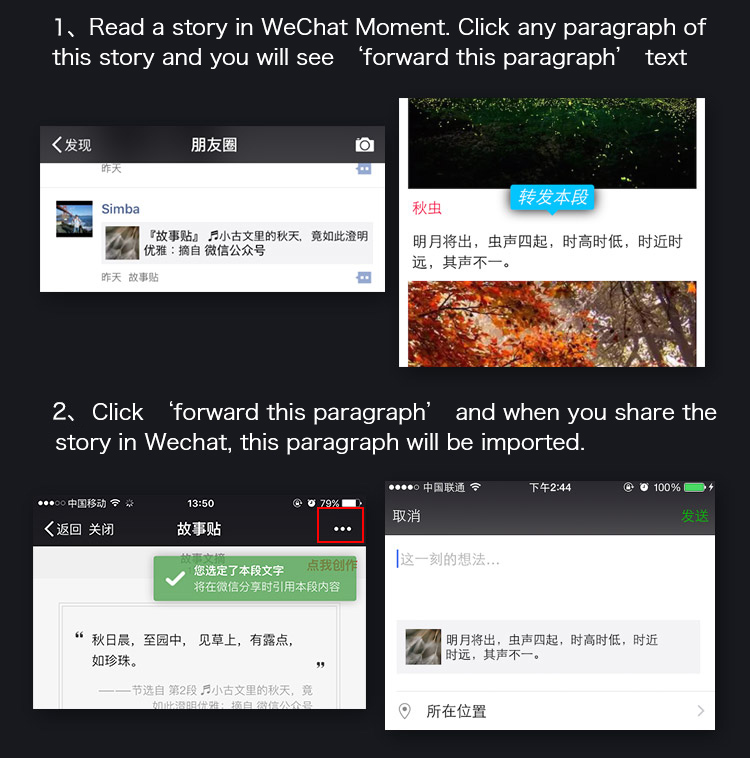 1、Read a story in WeChat Moment. Click any paragraph of
this story and you will see ‘forward this paragraph’ text
发现
朋友圈
昨天
Simba
『故事贴』 🎵小古文里的秋天，竟如此澄明
优雅：摘自 微信公众号
昨天 故事贴
转发本段
秋虫
明月将出，虫声四起，时高时低，时近时
远，其声不一。
2、Click ‘forward this paragraph’ and when you share the
story in Wechat, this paragraph will be imported.
中国移动 13:50 79%
返回 关闭 故事贴
故事文摘
点我创作
您选定了本段文字
将在微信分享时引用本段内容
“ 秋日晨，至园中， 见草上，有露点，
如珍珠。 ”
——节选自 第2段 🎵小古文里的秋天，竟
如此澄明优雅：摘自 微信公众号
中国联通 下午2:44 100%
取消 发送
这一刻的想法...
明月将出，虫声四起，时高时低，时近
时远，其声不一。
所在位置